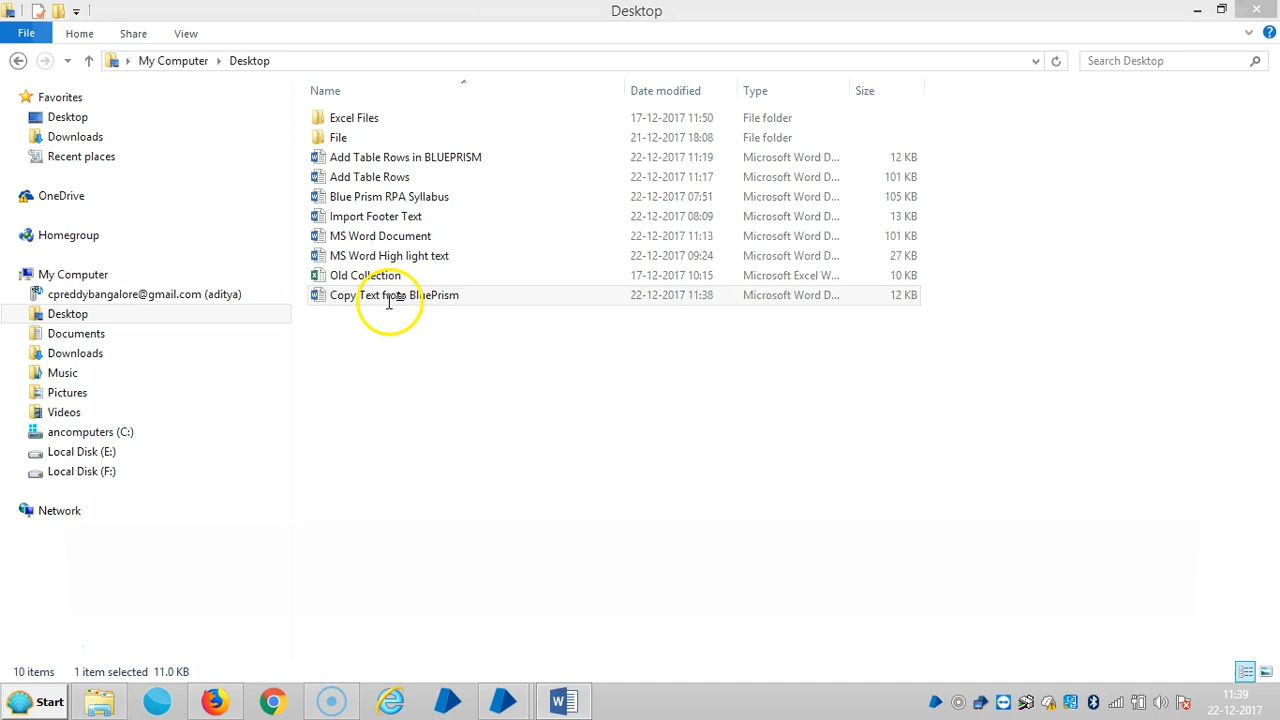 Desktop
File Home Share View
My Computer Desktop
Search Desktop
Name Date modified Type Size
Favorites
Desktop
Downloads
Recent places
OneDrive
Homegroup
My Computer
cpreddybangalore@gmail.com (aditya)
Desktop
Documents
Downloads
Music
Pictures
Videos
ancomputers (C:)
Local Disk (E:)
Local Disk (F:)
Network
Excel Files 17-12-2017 11:50 File folder
File 21-12-2017 18:08 File folder
Add Table Rows in BLUEPRISM 22-12-2017 11:19 Microsoft Word D... 12 KB
Add Table Rows 22-12-2017 11:17 Microsoft Word D... 101 KB
Blue Prism RPA Syllabus 22-12-2017 07:51 Microsoft Word D... 105 KB
Import Footer Text 22-12-2017 08:09 Microsoft Word D... 13 KB
MS Word Document 22-12-2017 11:13 Microsoft Word D... 101 KB
MS Word High light text 22-12-2017 09:24 Microsoft Word D... 27 KB
Old Collection 17-12-2017 10:15 Microsoft Excel W... 10 KB
Copy Text from BluePrism 22-12-2017 11:38 Microsoft Word D... 12 KB
10 items 1 item selected 11.0 KB
Start
11:39
22-12-2017